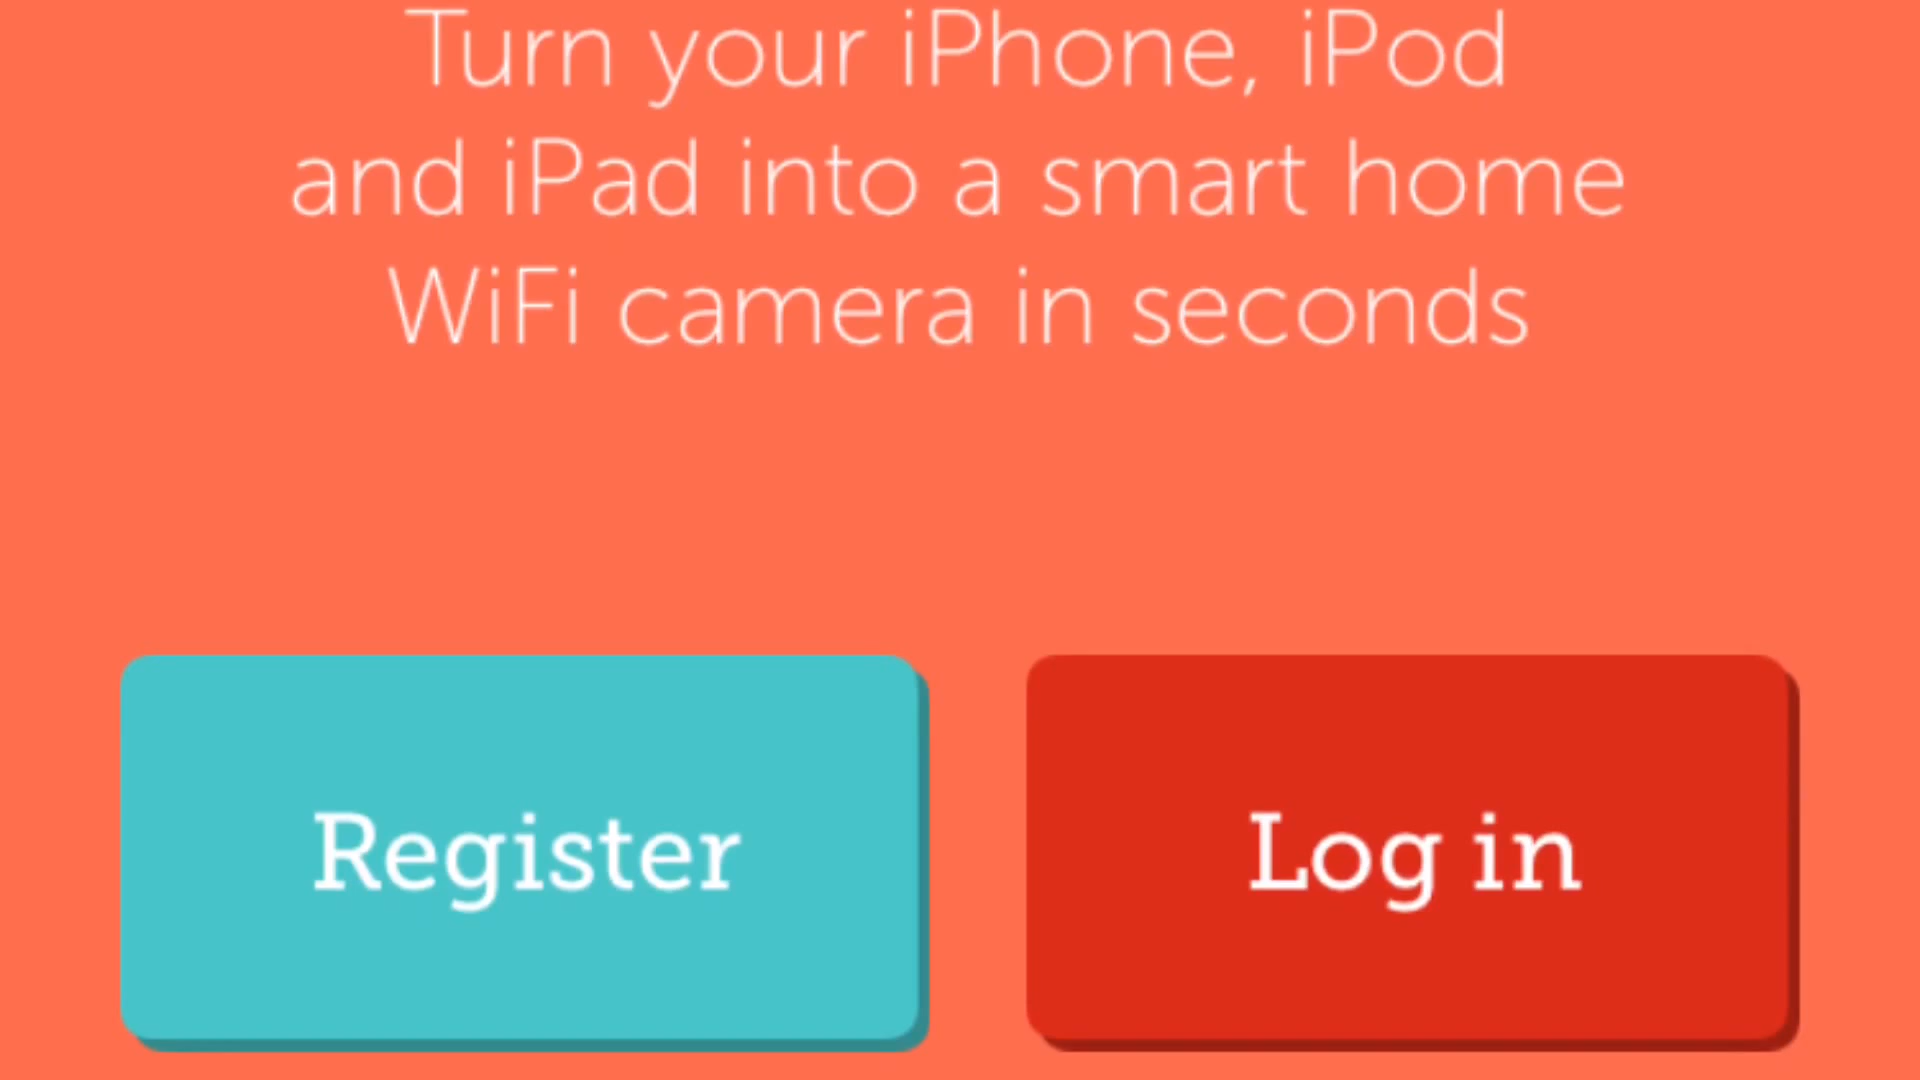 Turn your iPhone, iPod
and iPad into a smart home
WiFi camera in seconds
Register
Log in